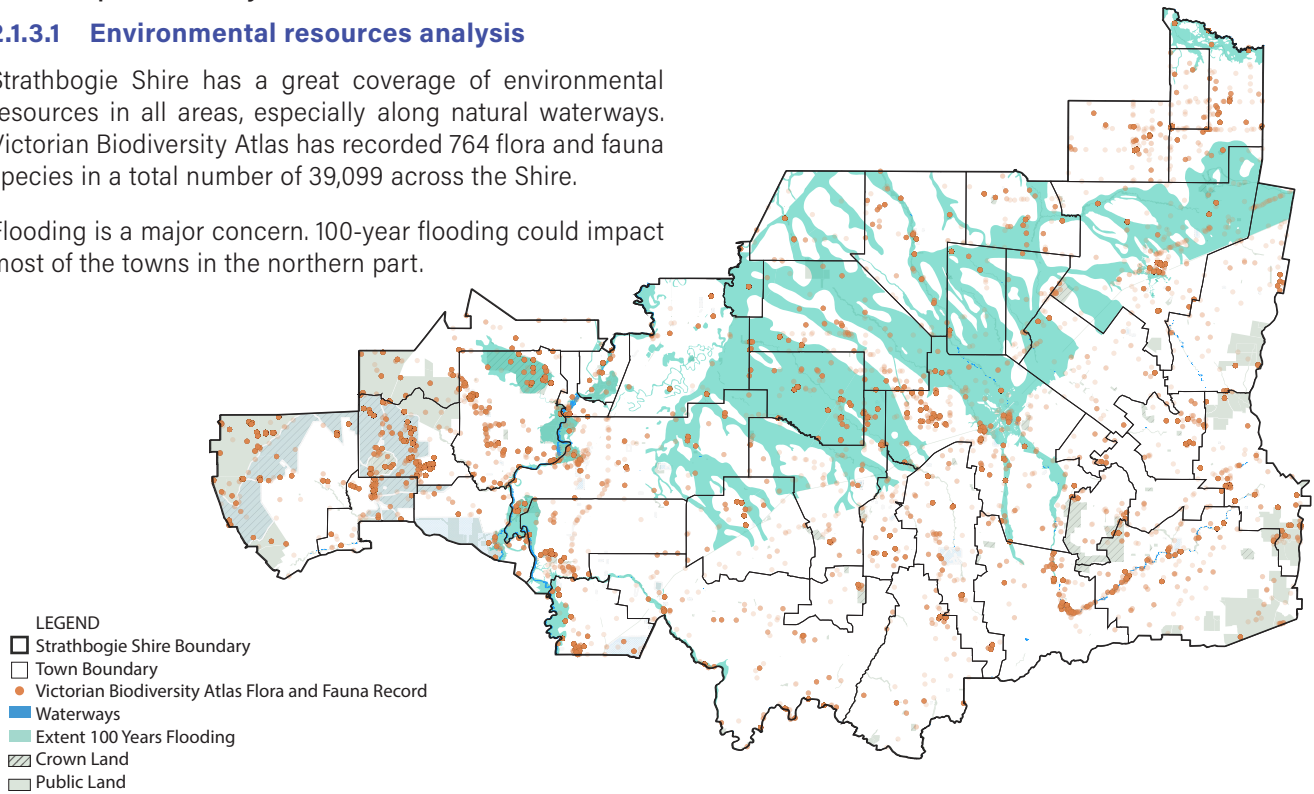 2.1.3.1 Environmental resources analysis
Strathbogie Shire has a great coverage of environmental
resources in all areas, especially along natural waterways.
Victorian Biodiversity Atlas has recorded 764 flora and fauna
species in a total number of 39,099 across the Shire.
Flooding is a major concern. 100-year flooding could impact
most of the towns in the northern part.
LEGEND
Strathbogie Shire Boundary
Town Boundary
Victorian Biodiversity Atlas Flora and Fauna Record
Waterways
Extent 100 Years Flooding
Crown Land
Public Land